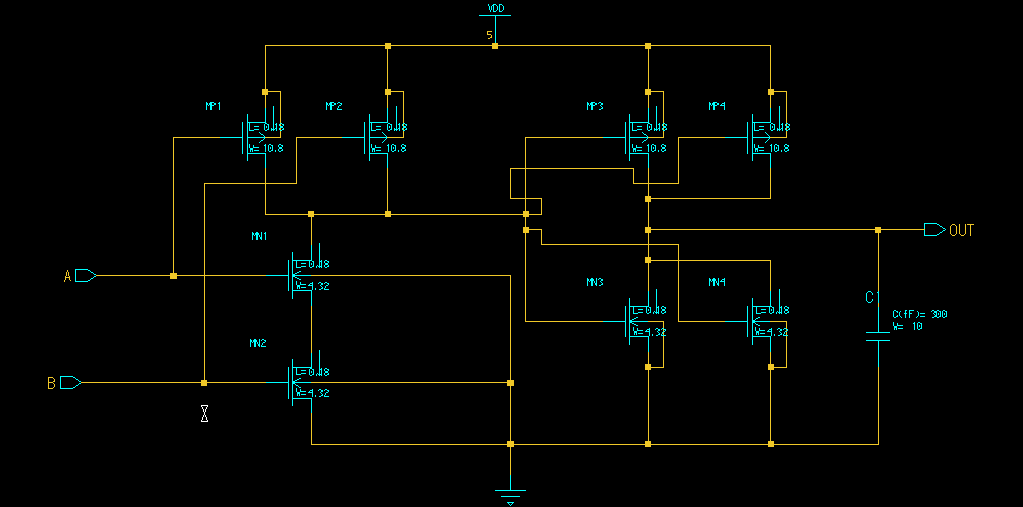 VDD
5
MP1
MP2
MP3
MP4
L= 0.18
L= 0.18
L= 0.18
L= 0.18
W= 10.8
W= 10.8
W= 10.8
W= 10.8
OUT
MN1
L= 0.18
W= 4.32
A
MN3
MN4
C1
L= 0.18
L= 0.18
W= 4.32
W= 4.32
C(fF)= 300
W= 10
MN2
L= 0.18
W= 4.32
B